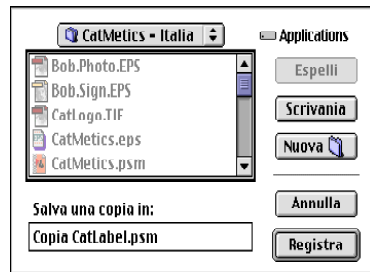 CatMetics - Italia
Applications
Bob.Photo.EPS
Bob.Sign.EPS
CatLogo.TIF
CatMetics.eps
CatMetics.psm
Espelli
Scrivania
Nuova
Annulla
Registra
Salva una copia in:
Copia CatLabel.psm